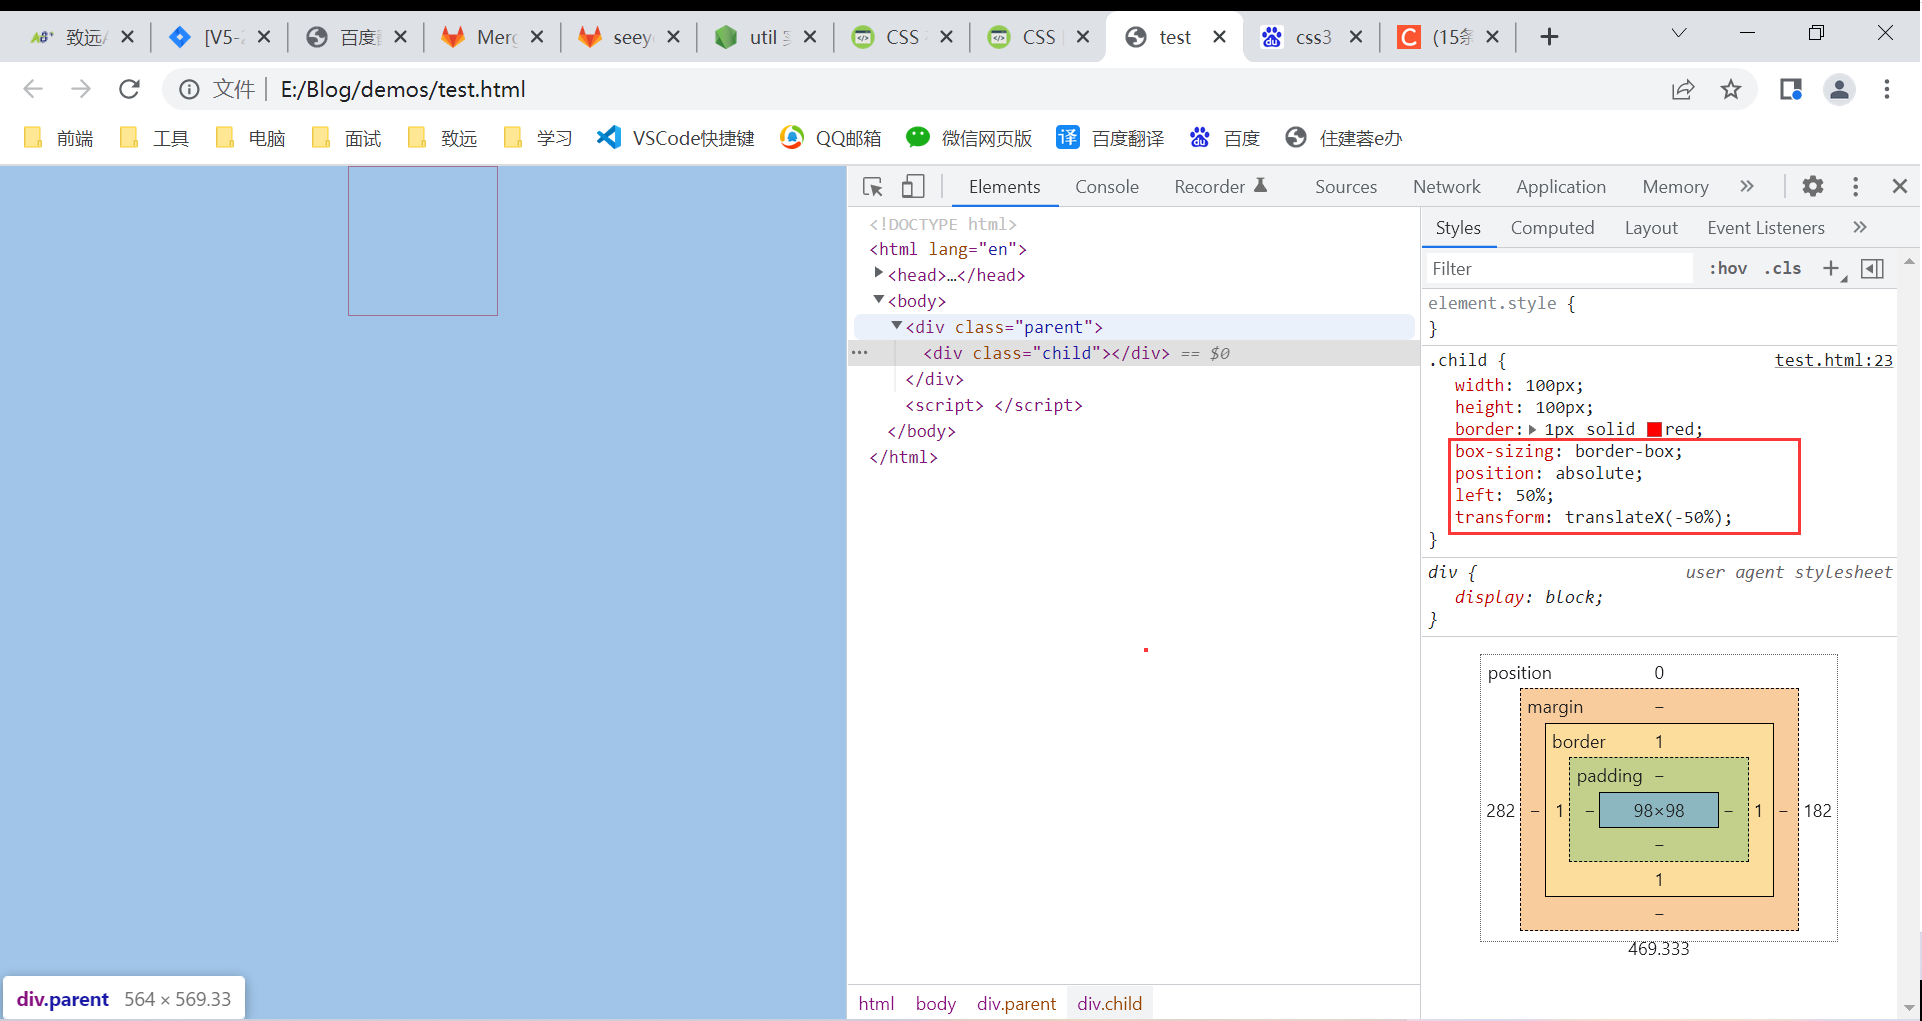 致远
[V5-
百度
Merg
seey
util
CSS
CSS
test
css3
(15条
文件
E:/Blog/demos/test.html
前端
工具
电脑
面试
致远
学习
VSCode快捷键
QQ邮箱
微信网页版
译 百度翻译
du 百度
住建蓉e办
Elements
Console
Recorder
Sources
Network
Application
Memory
<!DOCTYPE html>
<html lang="en">
<head>…</head>
<body>
<div class="parent">
<div class="child"></div> == $0
</div>
<script> </script>
</body>
</html>
html body div.parent div.child
Styles Computed Layout Event Listeners
Filter :hov .cls
element.style {
}
.child { test.html:23
width: 100px;
height: 100px;
border: 1px solid red;
box-sizing: border-box;
position: absolute;
left: 50%;
transform: translateX(-50%);
}
div { user agent stylesheet
display: block;
}
position 0
margin –
border 1
padding –
282 – 1 – 98×98 – 1 – 182
–
1
–
469.333
div.parent 564 × 569.33